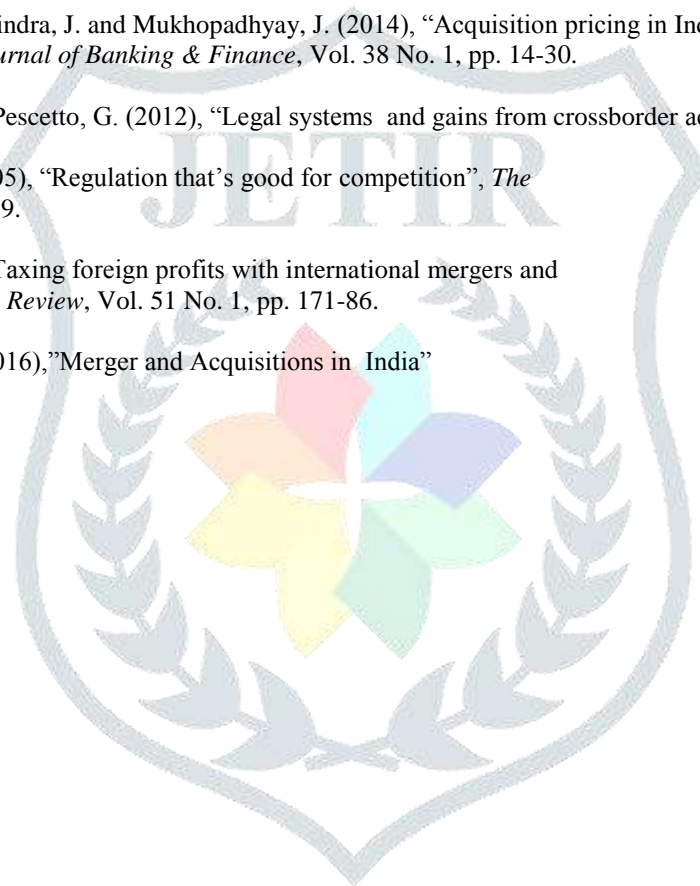 indra, J. and Mukhopadhyay, J. (2014), “Acquisition pricing in
urnal of Banking & Finance, Vol. 38 No. 1, pp. 14-30.
Pescetto, G. (2012), “Legal systems and gains from crossborder
05), “Regulation that’s good for competition”, The
9.
Taxing foreign profits with international mergers and
Review, Vol. 51 No. 1, pp. 171-86.
016),”Merger and Acquisitions in India”
JETIR